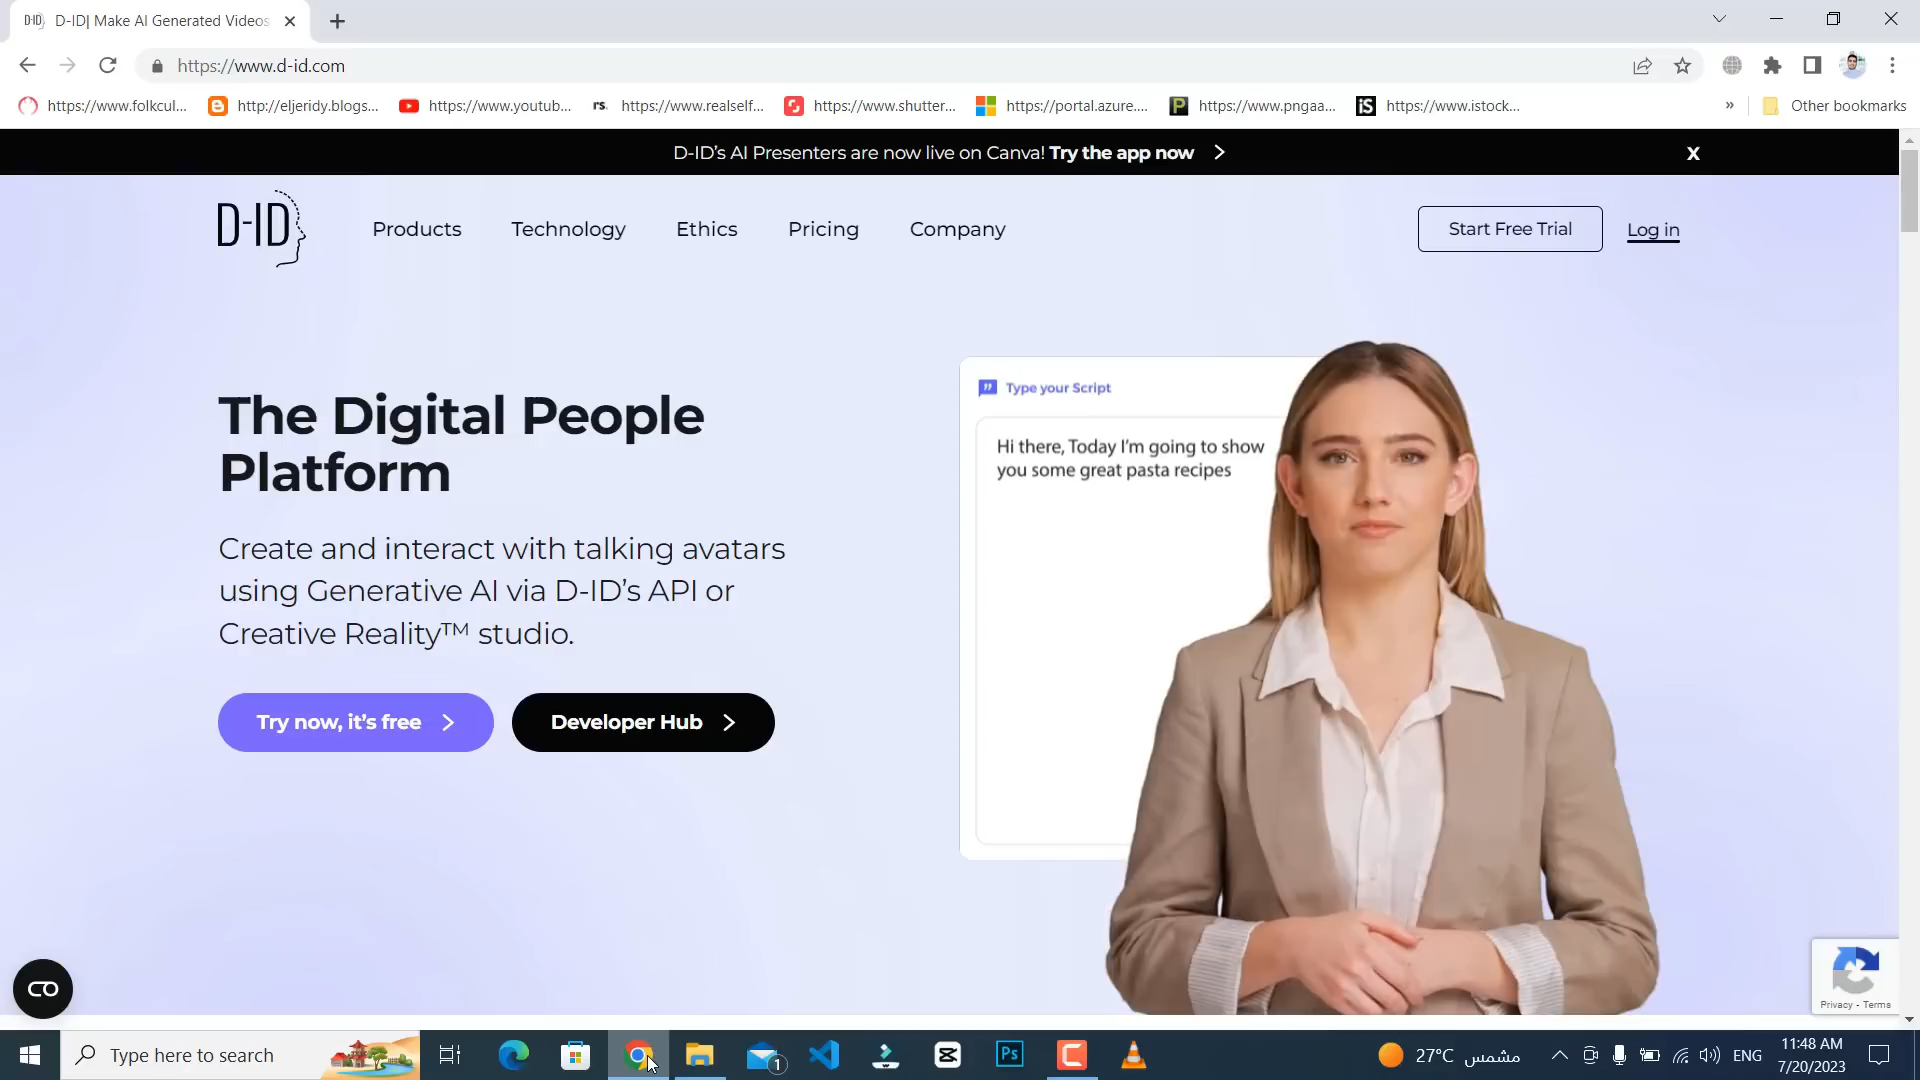 D-ID| Make AI Generated Videos
https://www.d-id.com
https://www.folkcul...
http://eljeridy.blogs...
https://www.youtub...
rs.
https://www.realself...
https://www.shutter...
https://portal.azure....
https://www.pngaa...
iS
https://www.istock...
»
Other bookmarks
D-ID's AI Presenters are now live on Canva! Try the app now
X
D-ID
Products
Technology
Ethics
Pricing
Company
Start Free Trial
Log in
The Digital People
Platform
Create and interact with talking avatars
using Generative AI via D-ID's API or
Creative Reality™ studio.
Try now, it's free
Developer Hub
Type your Script
Hi there, Today I'm going to show
you some great pasta recipes
Privacy - Terms
Type here to search
1
Ps
27°C مشمس
ENG
11:48 AM
7/20/2023